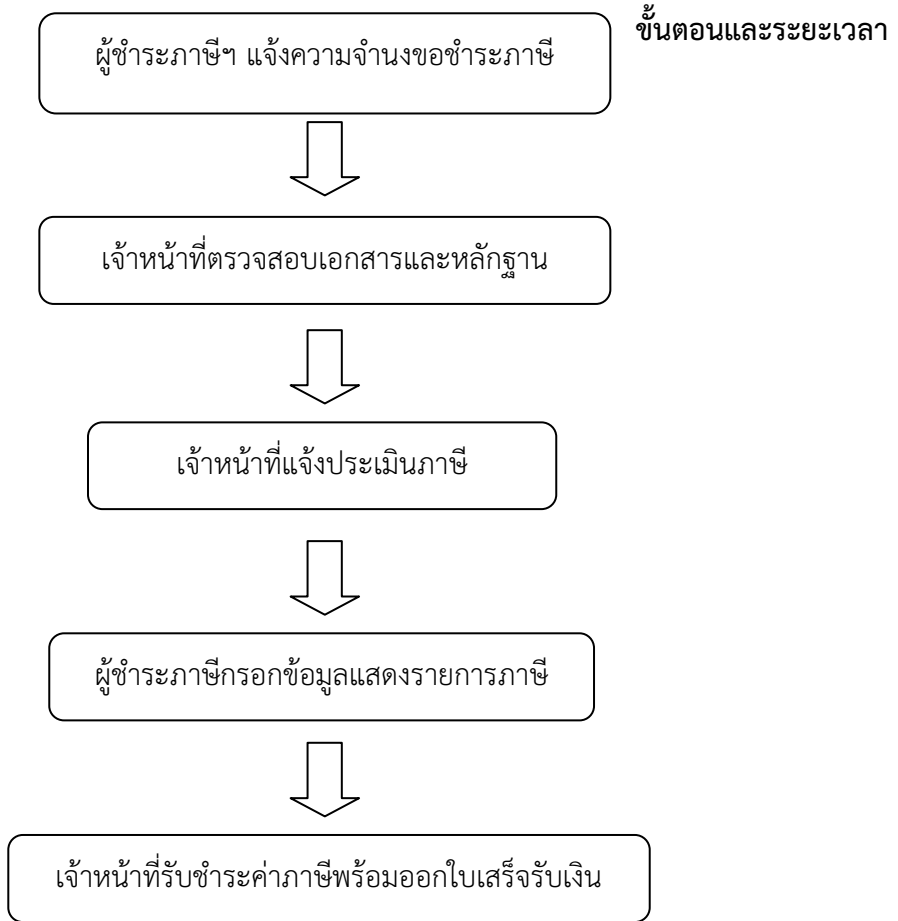 ขั้นตอนและระยะเวลา
ผู้ชำระภาษีฯ แจ้งความจำนงขอชำระภาษี
เจ้าหน้าที่ตรวจสอบเอกสารและหลักฐาน
เจ้าหน้าที่แจ้งประเมินภาษี
ผู้ชำระภาษีกรอกข้อมูลแสดงรายการภาษี
เจ้าหน้าที่รับชำระค่าภาษีพร้อมออกใบเสร็จรับเงิน